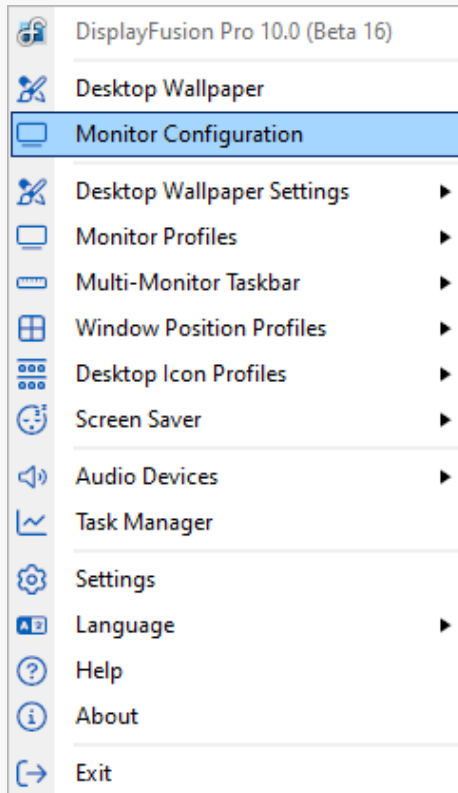 DisplayFusion Pro 10.0 (Beta 16)
Desktop Wallpaper
Monitor Configuration
Desktop Wallpaper Settings
Monitor Profiles
Multi-Monitor Taskbar
Window Position Profiles
Desktop Icon Profiles
Screen Saver
Audio Devices
Task Manager
Settings
Language
Help
About
Exit